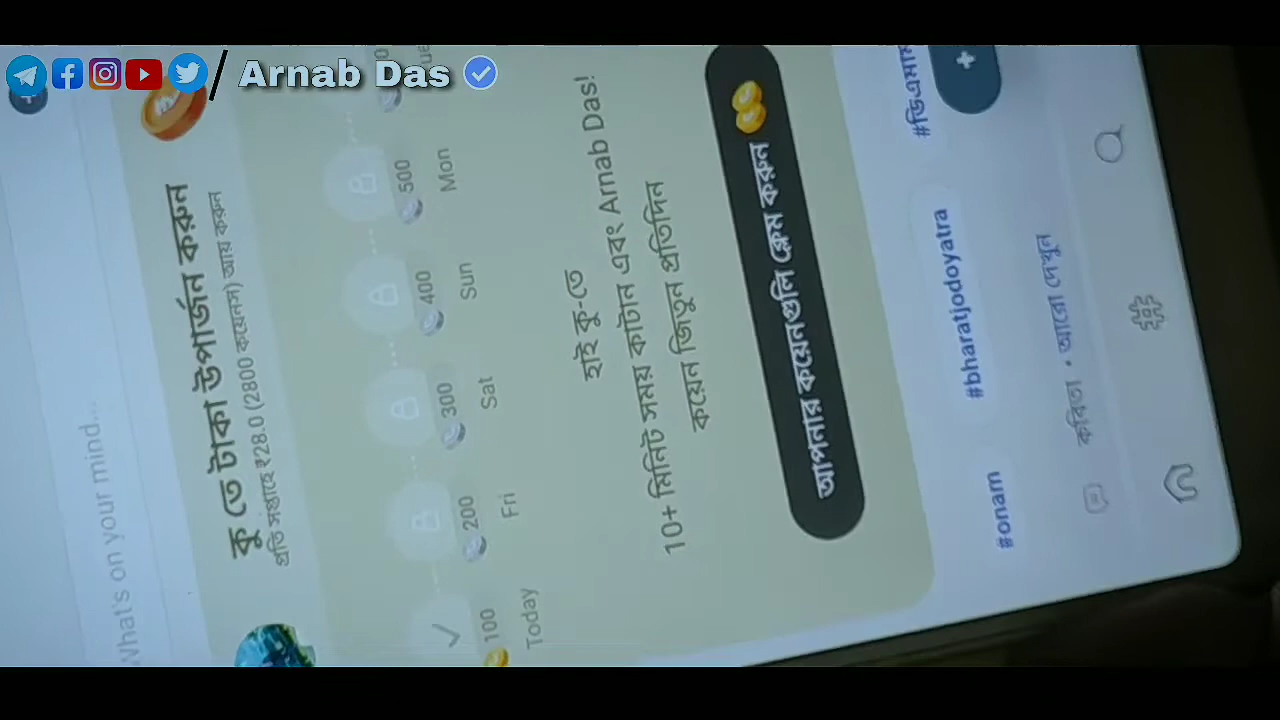 / Arnab Das
What's on your mind...
কু তে টাকা উপার্জন করুন
প্রতি সপ্তাহে ₹28.0 (2800 কয়েনস) আয় করুন
100 200 300 400 500
Today Fri Sat Sun Mon
হাই কু-তে
10+ মিনিট সময় কাটান এবং Arnab Das!
কয়েন জিতুন প্রতিদিন
আপনার কয়েনগুলি ক্লেম করুন
#onam #bharatjodoyatra
কবিতা • আরো দেখুন